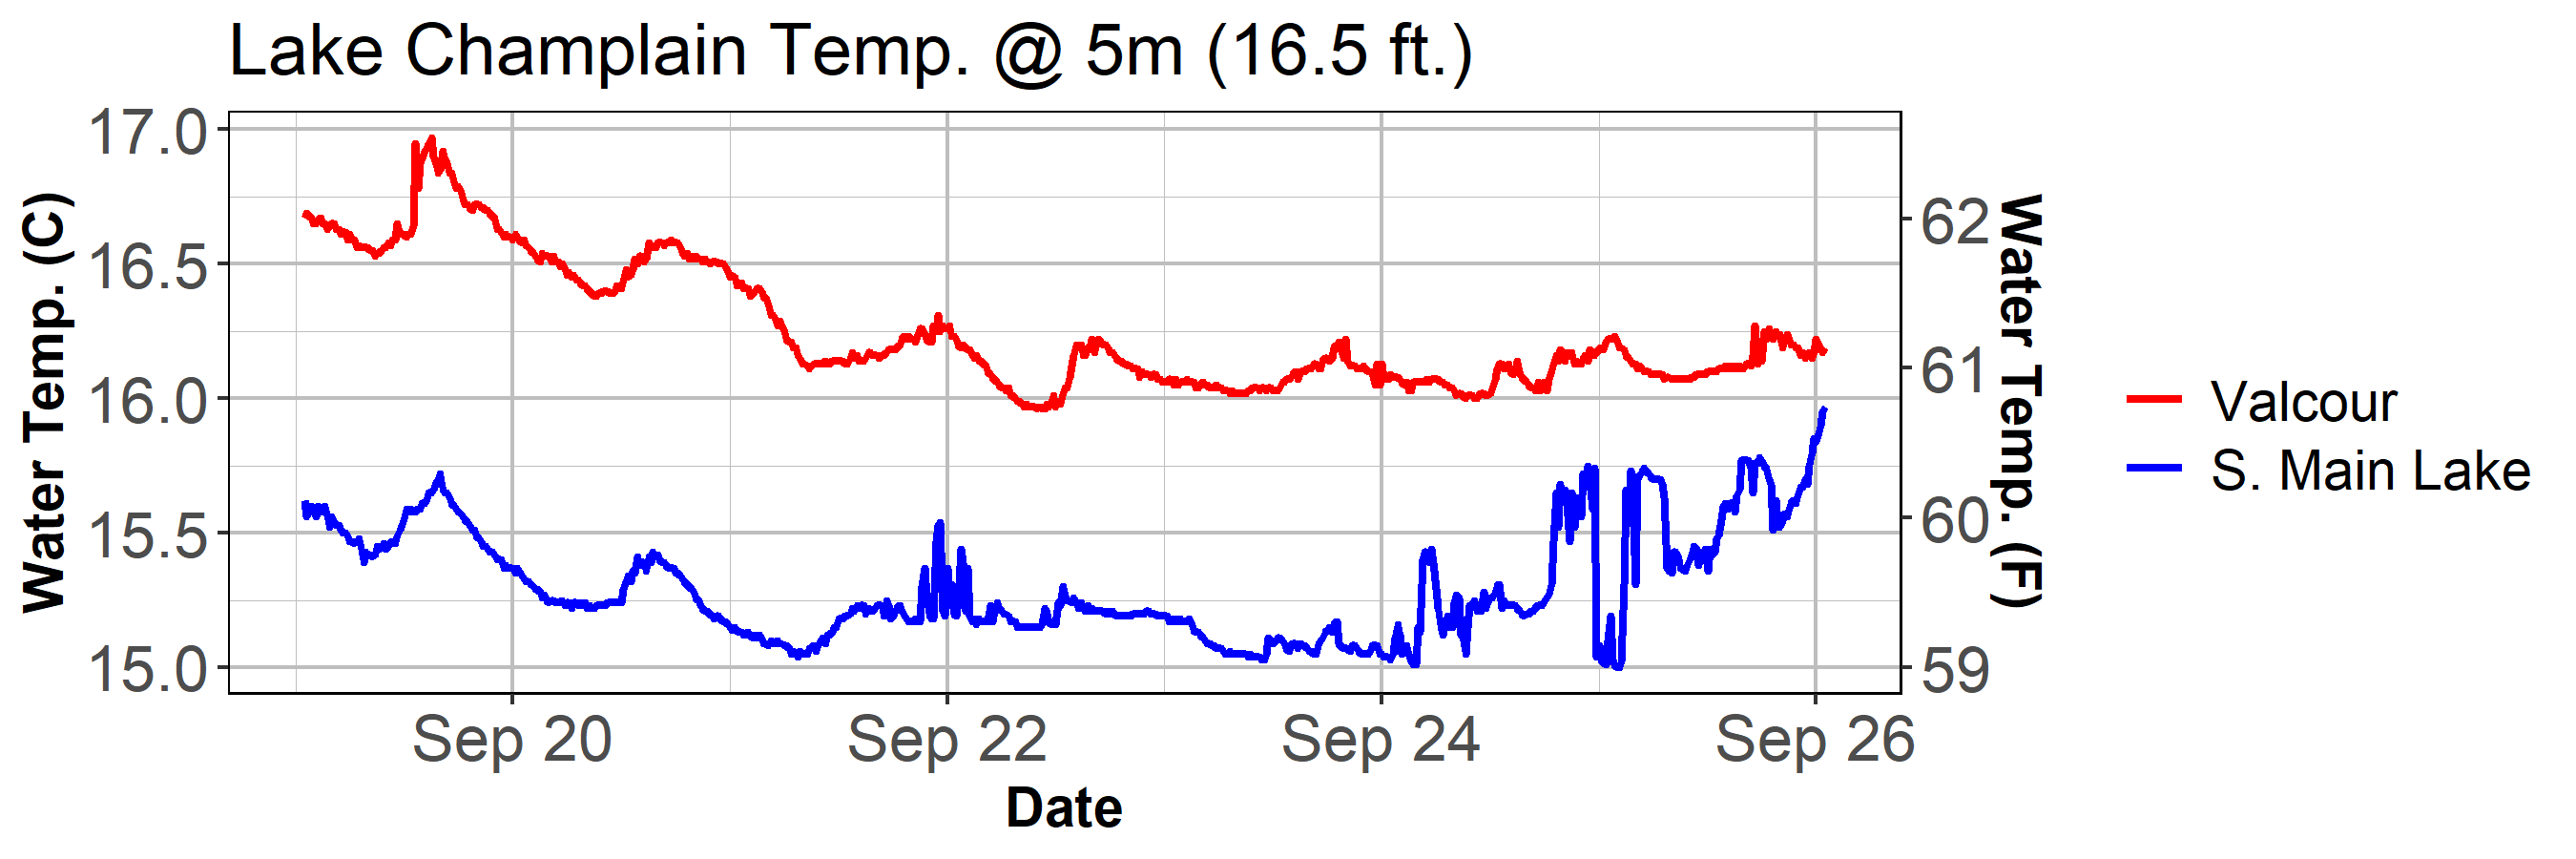 Lake Champlain Temp. @ 5m (16.5 ft.)
Water Temp. (C)
17.0
16.5
16.0
15.5
15.0
62
61
60
59
Water Temp. (F)
Sep 20
Sep 22
Sep 24
Sep 26
Date
Valcour
S. Main Lake